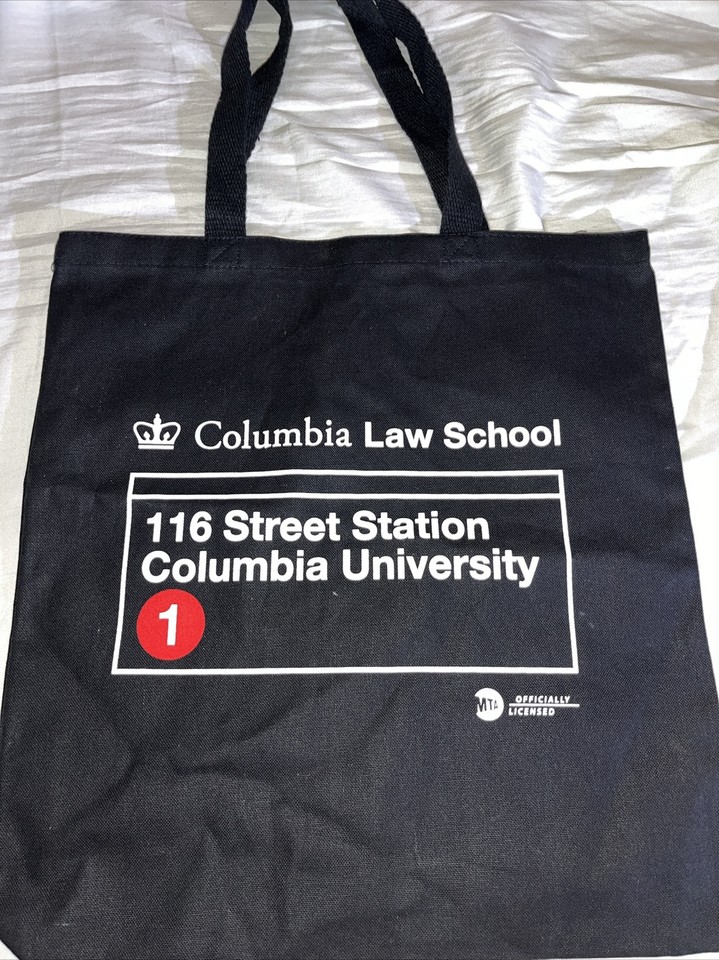 Columbia Law School
116 Street Station
Columbia University
1
MTA OFFICIALLY
LICENSED